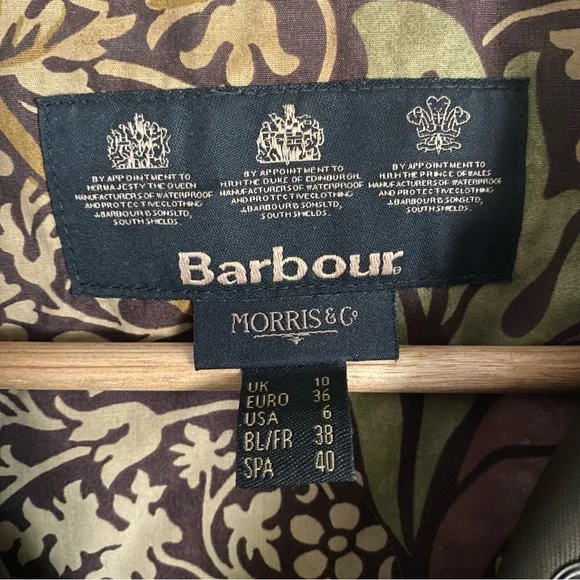 BY APPOINTMENT TO
HER MAJESTY THE QUEEN
MANUFACTURERS OF WATERPROOF
AND PROTECTIVE CLOTHING
J.BARBOUR & SONS LTD,
SOUTH SHIELDS.
BY APPOINTMENT TO
H.R.H THE DUKE OF EDINBURGH
MANUFACTURERS OF WATERPROOF
AND PROTECTIVE CLOTHING
J.BARBOUR & SONS LTD,
SOUTH SHIELDS.
BY APPOINTMENT TO
H.R.H THE PRINCE OF WALES
MANUFACTURERS OF WATERPROOF
AND PROTECTIVE CLOTHING
J.BARBOUR & SONS LTD,
SOUTH SHIELDS.
Barbour®
MORRIS & Co
UK 10
EURO 36
USA 6
BL/FR 38
SPA 40